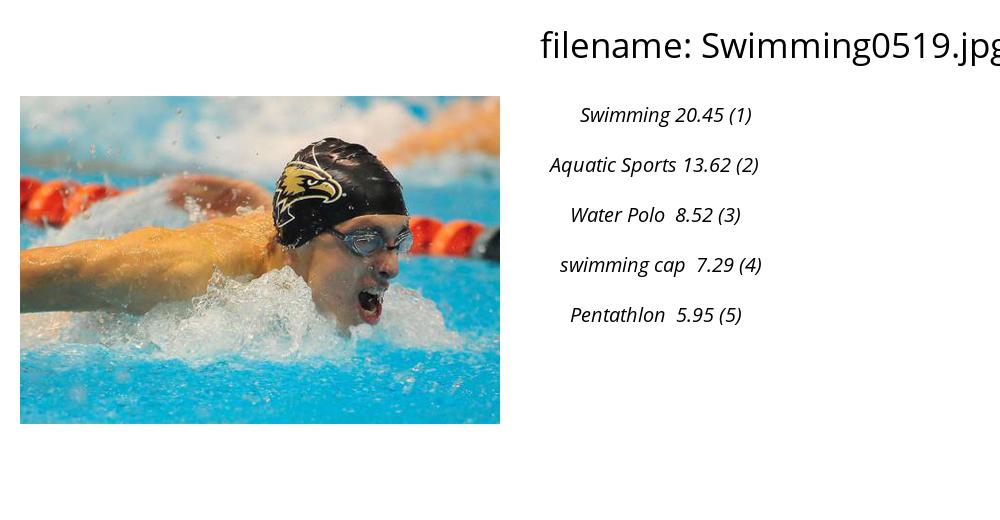 filename: Swimming0519.jpg
Swimming 20.45 (1)
Aquatic Sports 13.62 (2)
Water Polo 8.52 (3)
swimming cap 7.29 (4)
Pentathlon 5.95 (5)